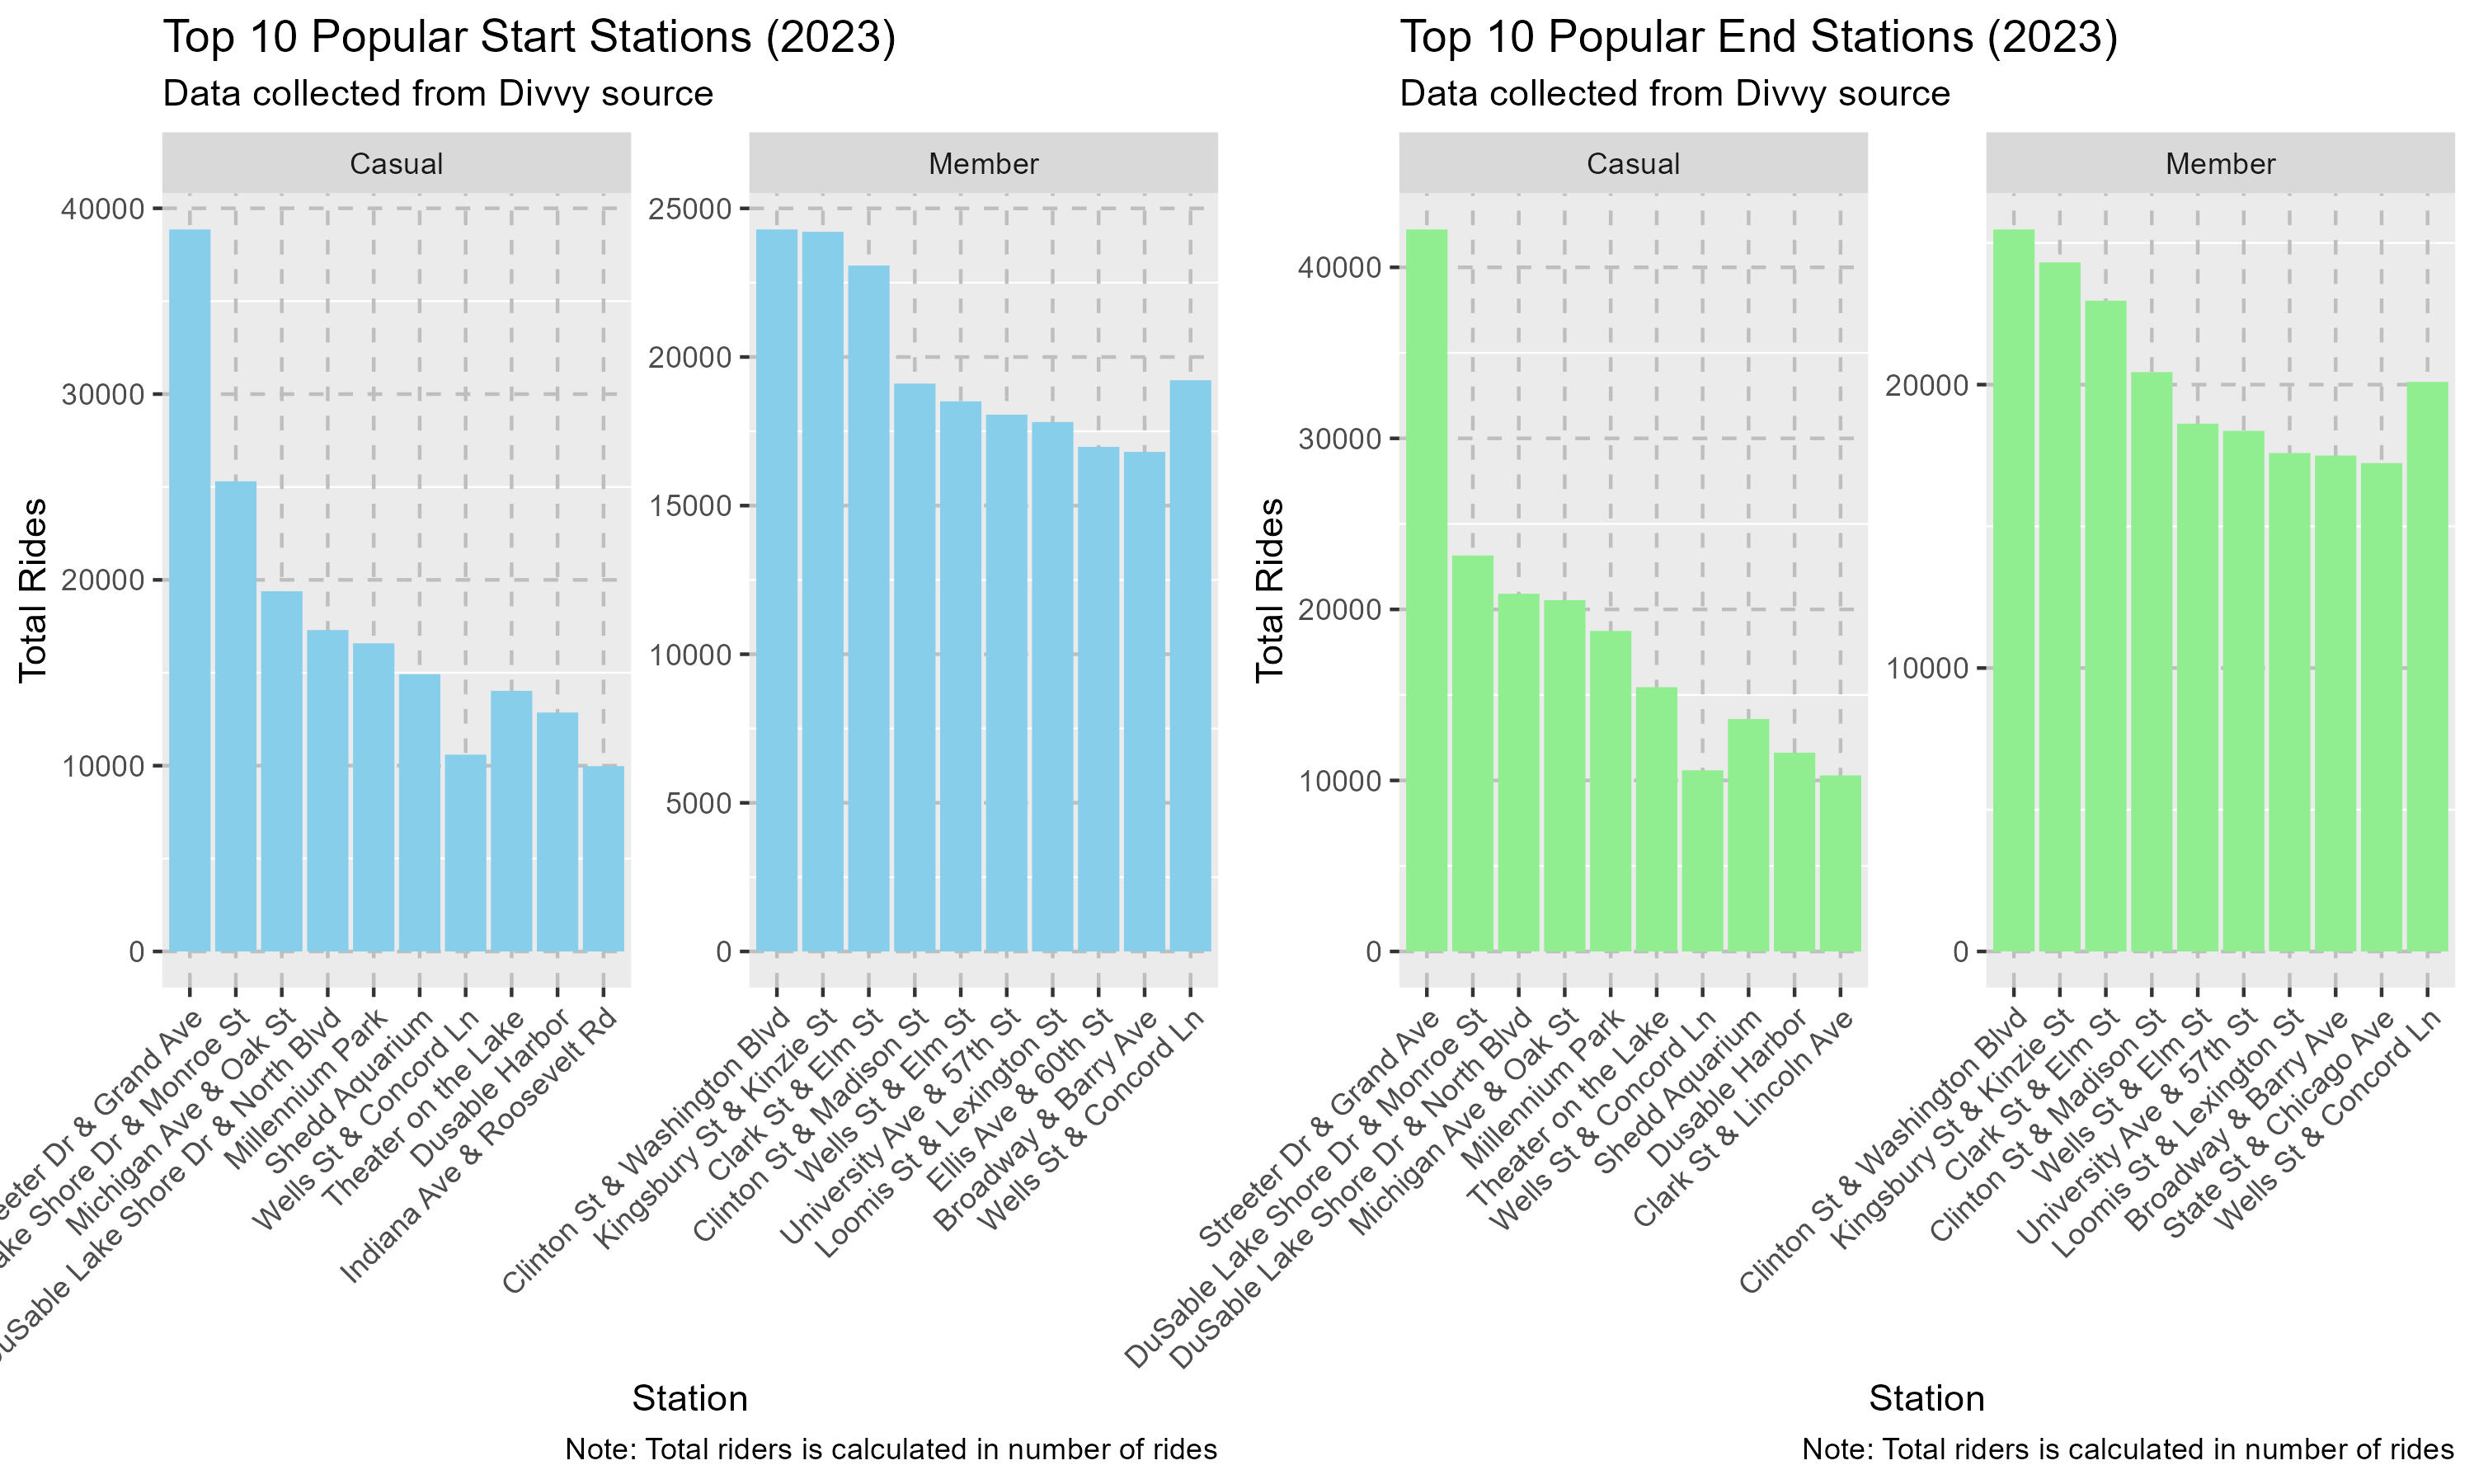 Top 10 Popular Start Stations (2023)
Data collected from Divvy source
Casual
Member
Total Rides
40000
30000
20000
10000
0
25000
20000
15000
10000
5000
0
& Grand Ave
Shore Dr & Monroe St
Michigan Ave & Oak St
Lake Shore Dr & North Blvd
Millennium Park
Shedd Aquarium
Wells St & Concord Ln
Theater on the Lake
Dusable Harbor
Indiana Ave & Roosevelt Rd
Clinton St & Washington Blvd
Kingsbury St & Kinzie St
Clark St & Elm St
Clinton St & Madison St
Wells St & Elm St
University Ave & 57th St
Loomis St & Lexington St
Ellis Ave & 60th St
Broadway & Barry Ave
Wells St & Concord Ln
Station
Note: Total riders is calculated in number of rides
Top 10 Popular End Stations (2023)
Data collected from Divvy source
Casual
Member
Total Rides
40000
30000
20000
10000
0
20000
10000
0
Streeter Dr & Grand Ave
DuSable Lake Shore Dr & Monroe St
DuSable Lake Shore Dr & North Blvd
Michigan Ave & Oak St
Millennium Park
Theater on the Lake
Wells St & Concord Ln
Shedd Aquarium
Dusable Harbor
Clark St & Lincoln Ave
Clinton St & Washington Blvd
Kingsbury St & Kinzie St
Clark St & Elm St
Clinton St & Madison St
Wells St & Elm St
University Ave & 57th St
Loomis St & Lexington St
Broadway & Barry Ave
State St & Chicago Ave
Wells St & Concord Ln
Station
Note: Total riders is calculated in number of rides